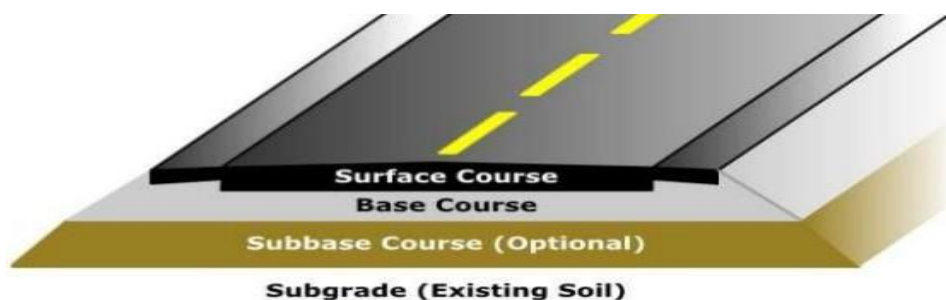 Surface Course
Base Course
Subbase Course (Optional)
Subgrade (Existing Soil)